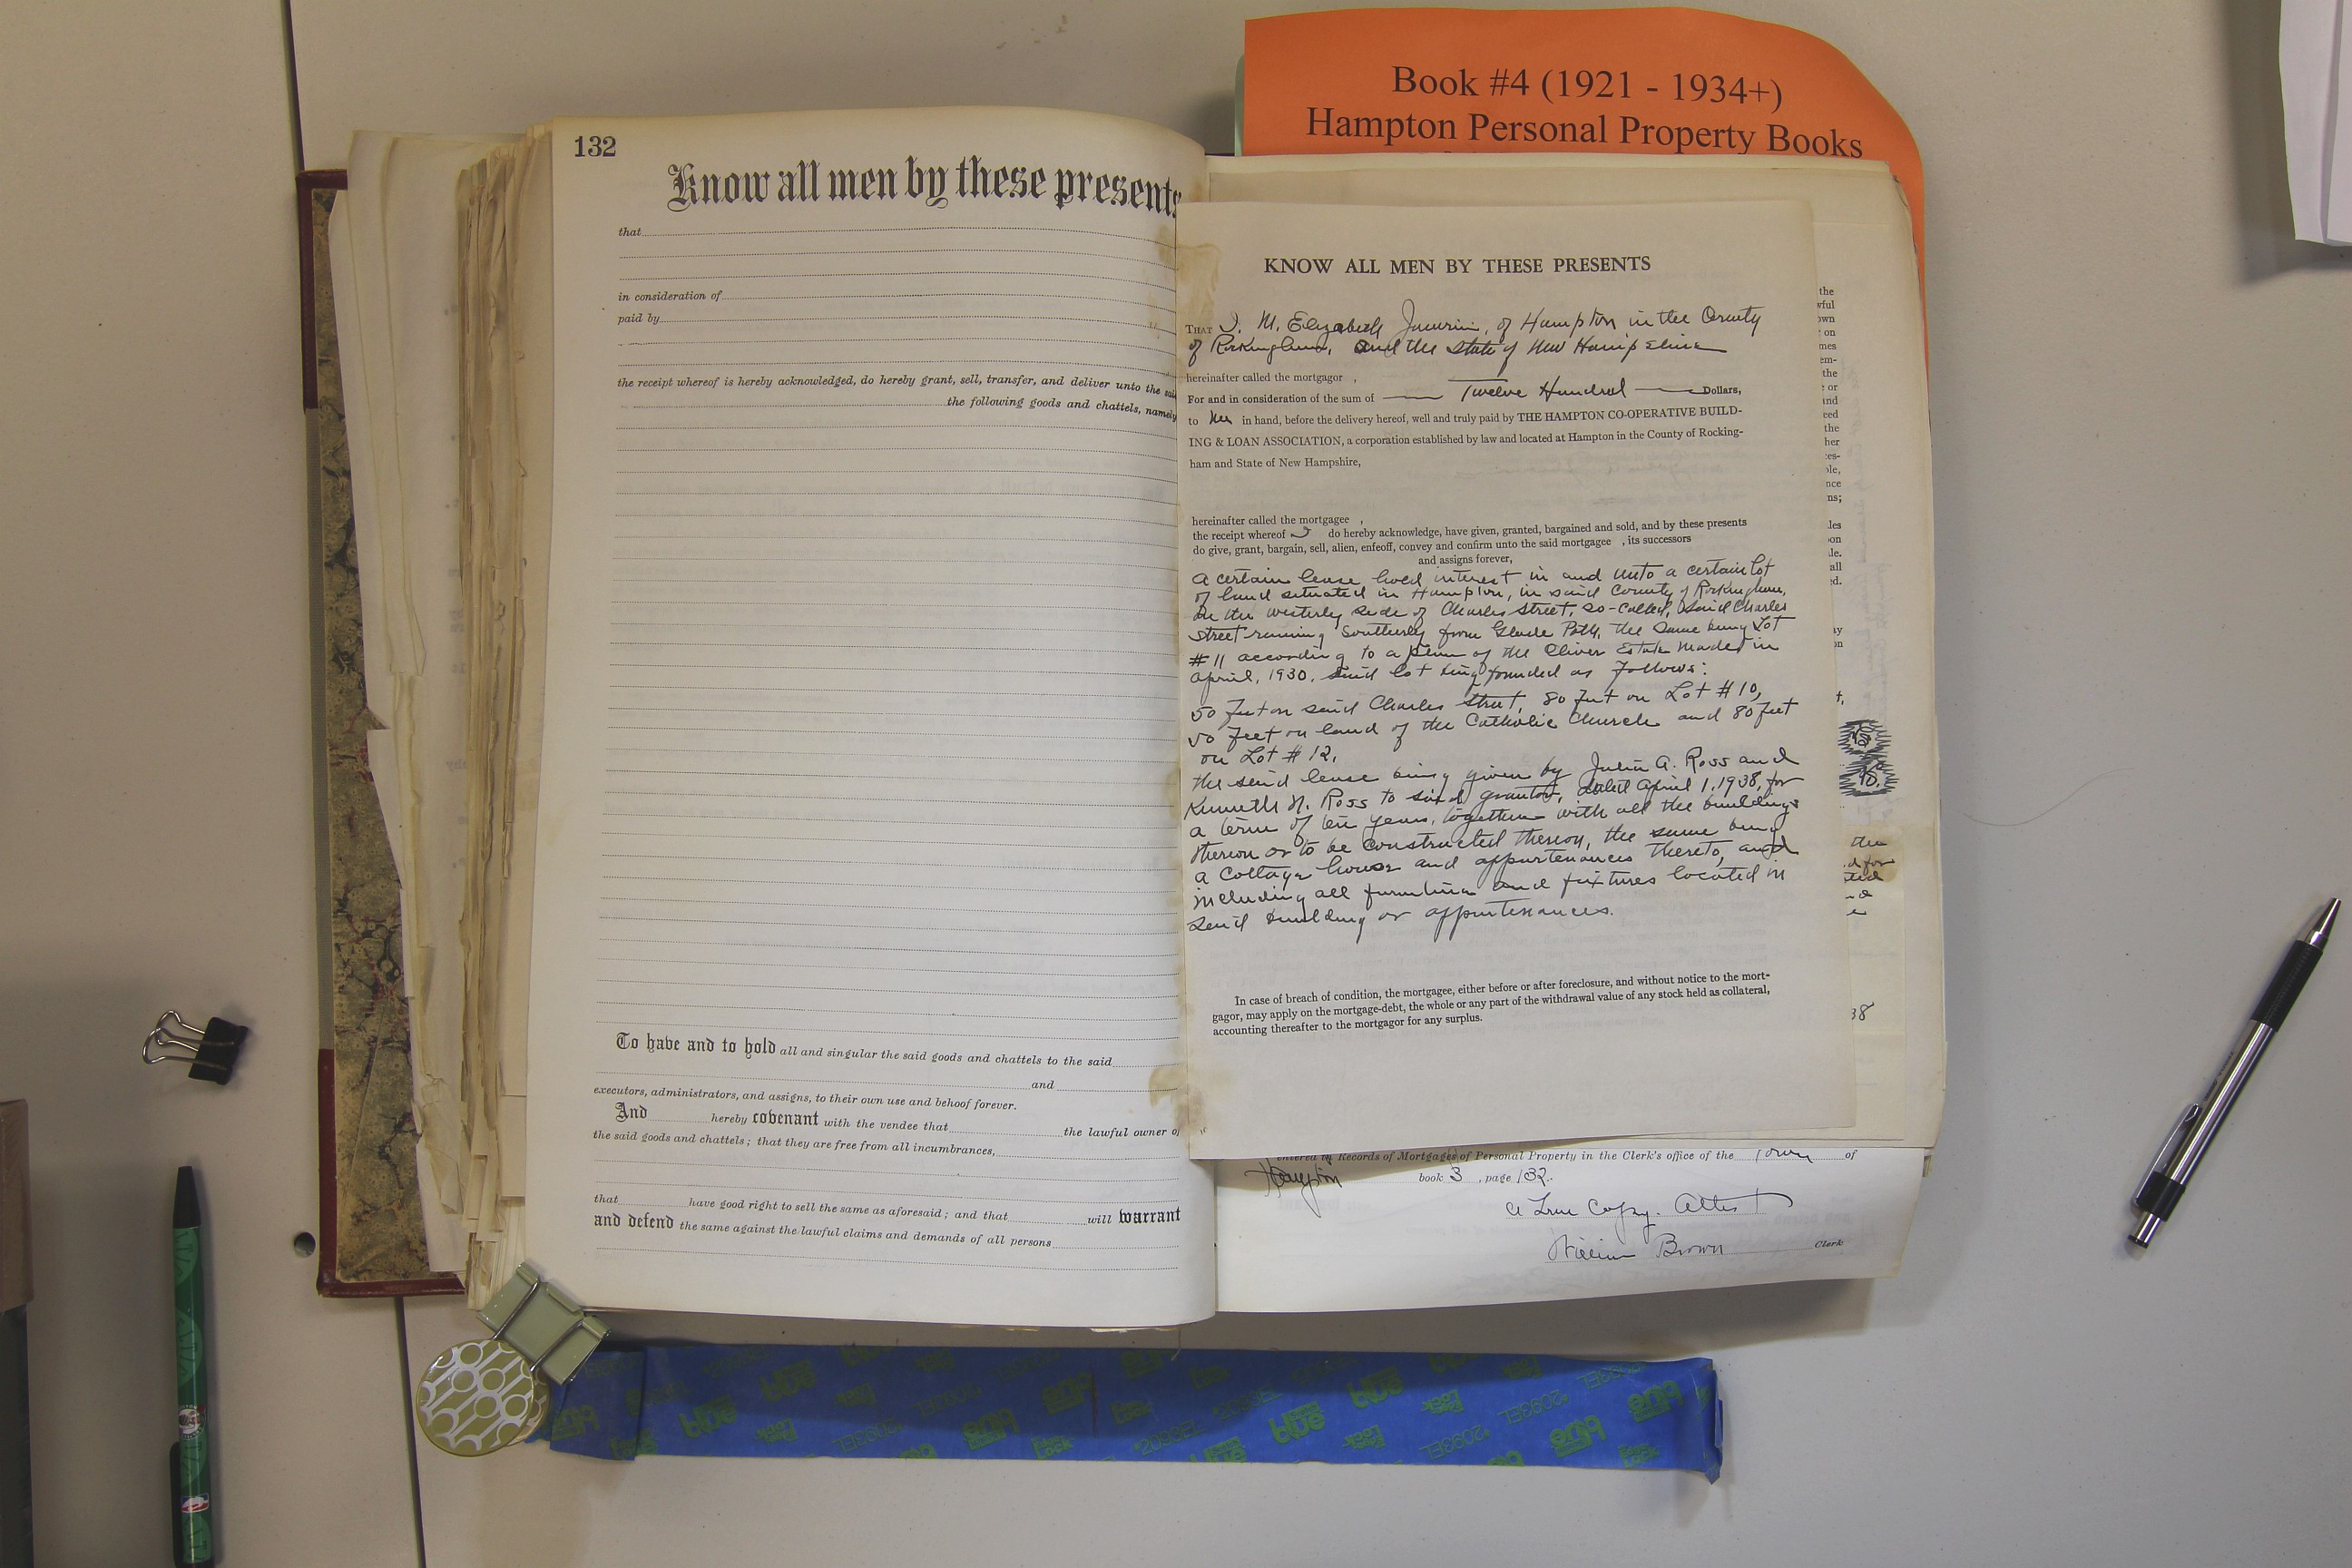 Book #4 (1921 - 1934+)
Hampton Personal Property Books
132
Know all men by these presents
that
in consideration of
paid by
the receipt whereof is hereby acknowledged, do hereby grant, sell, transfer, and deliver unto the said
the following goods and chattels, namely
To have and to hold all and singular the said goods and chattels to the said
and
executors, administrators, and assigns, to their own use and behoof forever.
And hereby covenant with the vendee that the lawful owner of
the said goods and chattels; that they are free from all incumbrances,
that have good right to sell the same as aforesaid; and that will warrant
and defend the same against the lawful claims and demands of all persons
KNOW ALL MEN BY THESE PRESENTS
THAT I. M. Elizabeth of Hampton in the County
of Rockingham, and the state of New Hampshire
hereinafter called the mortgagor ,
For and in consideration of the sum of Twelve Hundred Dollars,
to me in hand, before the delivery hereof, well and truly paid by THE HAMPTON CO-OPERATIVE BUILD-
ING & LOAN ASSOCIATION, a corporation established by law and located at Hampton in the County of Rocking-
ham and State of New Hampshire,
hereinafter called the mortgagee ,
the receipt whereof I do hereby acknowledge, have given, granted, bargained and sold, and by these presents
do give, grant, bargain, sell, alien, enfeoff, convey and confirm unto the said mortgagee , its successors
and assigns forever,
a certain lease hold interest in and unto a certain lot
of land situated in Hampton, in said County of Rockingham,
on the westerly side of Charles Street, so-called, said Charles
Street running Southerly from Glade Path, the same being Lot
#11 according to a plan of the Oliver Estate made in
April, 1930, said lot being bounded as follows:
50 feet on said Charles Street, 80 feet on Lot #10,
50 feet on land of the Catholic Church and 80 feet
on Lot #12,
the said lease being given by Julia A. Ross and
Kenneth N. Ross to said grantor, dated April 1, 1938, for
a term of ten years, together with all the buildings
thereon or to be constructed thereon, the same being
a cottage house and appurtenances thereto, and
including all furniture and fixtures located in
said building or appurtenances.
In case of breach of condition, the mortgagee, either before or after foreclosure, and without notice to the mort-
gagor, may apply on the mortgage-debt, the whole or any part of the withdrawal value of any stock held as collateral,
accounting thereafter to the mortgagor for any surplus.
entered in Records of Mortgages of Personal Property in the Clerk's office of the Town of
Hampton book 3 , page 132.
A True Copy. Attest
William Brown Clerk